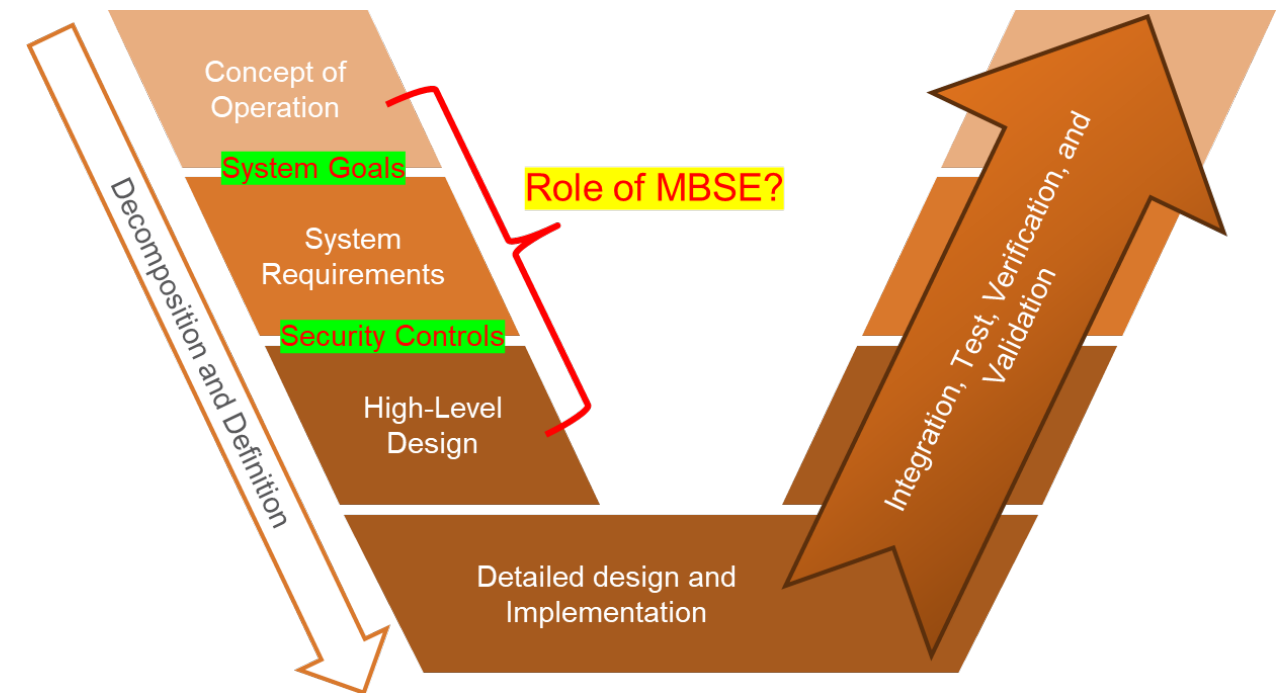 Concept of
Operation
System Goals
Role of MBSE?
System
Requirements
Security Controls
High-Level
Design
Decomposition and Definition
Detailed design and
Implementation
Integration, Test, Verification, and
Validation